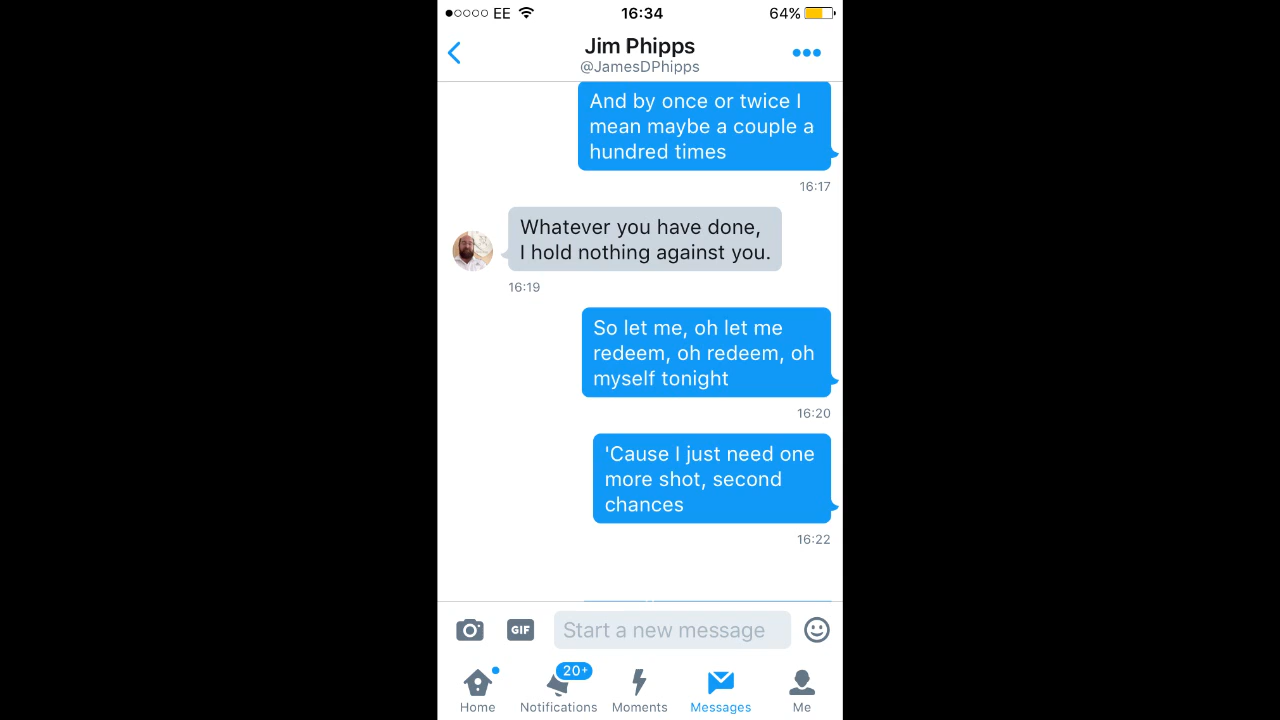 EE 16:34 64%
Jim Phipps
@JamesDPhipps
And by once or twice I
mean maybe a couple a
hundred times
16:17
Whatever you have done,
I hold nothing against you.
16:19
So let me, oh let me
redeem, oh redeem, oh
myself tonight
16:20
'Cause I just need one
more shot, second
chances
16:22
GIF Start a new message
20+
Home Notifications Moments Messages Me